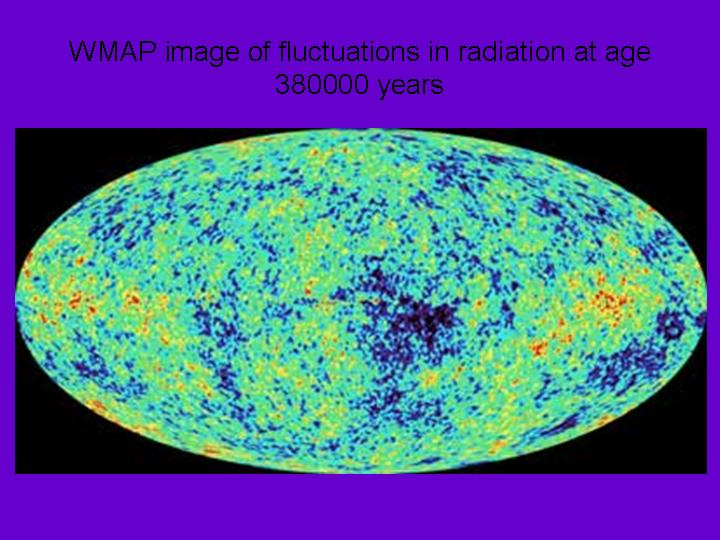 WMAP image of fluctuations in radiation at age
380000 years